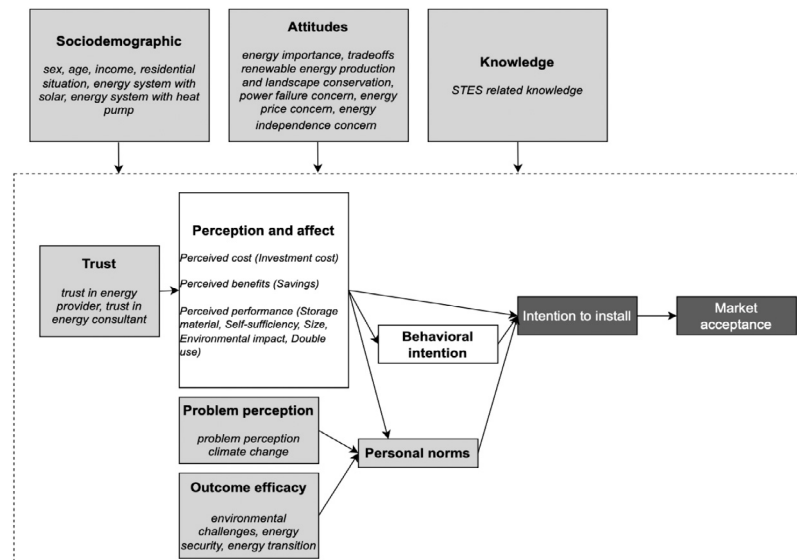 Sociodemographic
sex, age, income, residential
situation, energy system with
solar, energy system with heat
pump
Attitudes
energy importance, tradeoffs
renewable energy production
and landscape conservation,
power failure concern, energy
price concern, energy
independence concern
Knowledge
STES related knowledge
Trust
trust in energy
provider, trust in
energy consultant
Perception and affect
Perceived cost (Investment cost)
Perceived benefits (Savings)
Perceived performance (Storage
material, Self-sufficiency, Size,
Environmental impact, Double
use)
Behavioral
intention
Intention to install
Market
acceptance
Problem perception
problem perception
climate change
Personal norms
Outcome efficacy
environmental
challenges, energy
security, energy transition